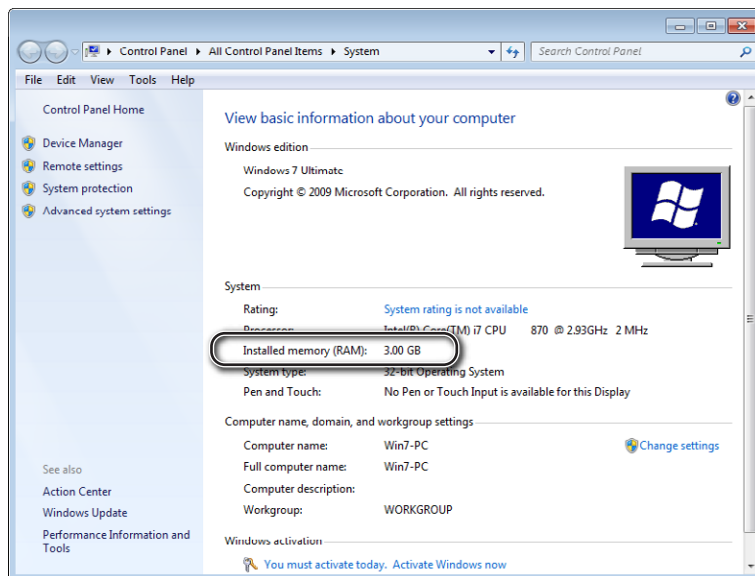 Control Panel ▸ All Control Panel Items ▸ System
Search Control Panel
File Edit View Tools Help
Control Panel Home
Device Manager
Remote settings
System protection
Advanced system settings
View basic information about your computer
Windows edition
Windows 7 Ultimate
Copyright © 2009 Microsoft Corporation. All rights reserved.
System
Rating: System rating is not available
Processor: Intel(R) Core(TM) i7 CPU 870 @ 2.93GHz 2 MHz
Installed memory (RAM): 3.00 GB
System type: 32-bit Operating System
Pen and Touch: No Pen or Touch Input is available for this Display
Computer name, domain, and workgroup settings
Computer name: Win7-PC
Change settings
Full computer name: Win7-PC
Computer description:
Workgroup: WORKGROUP
Windows activation
You must activate today. Activate Windows now
See also
Action Center
Windows Update
Performance Information and
Tools